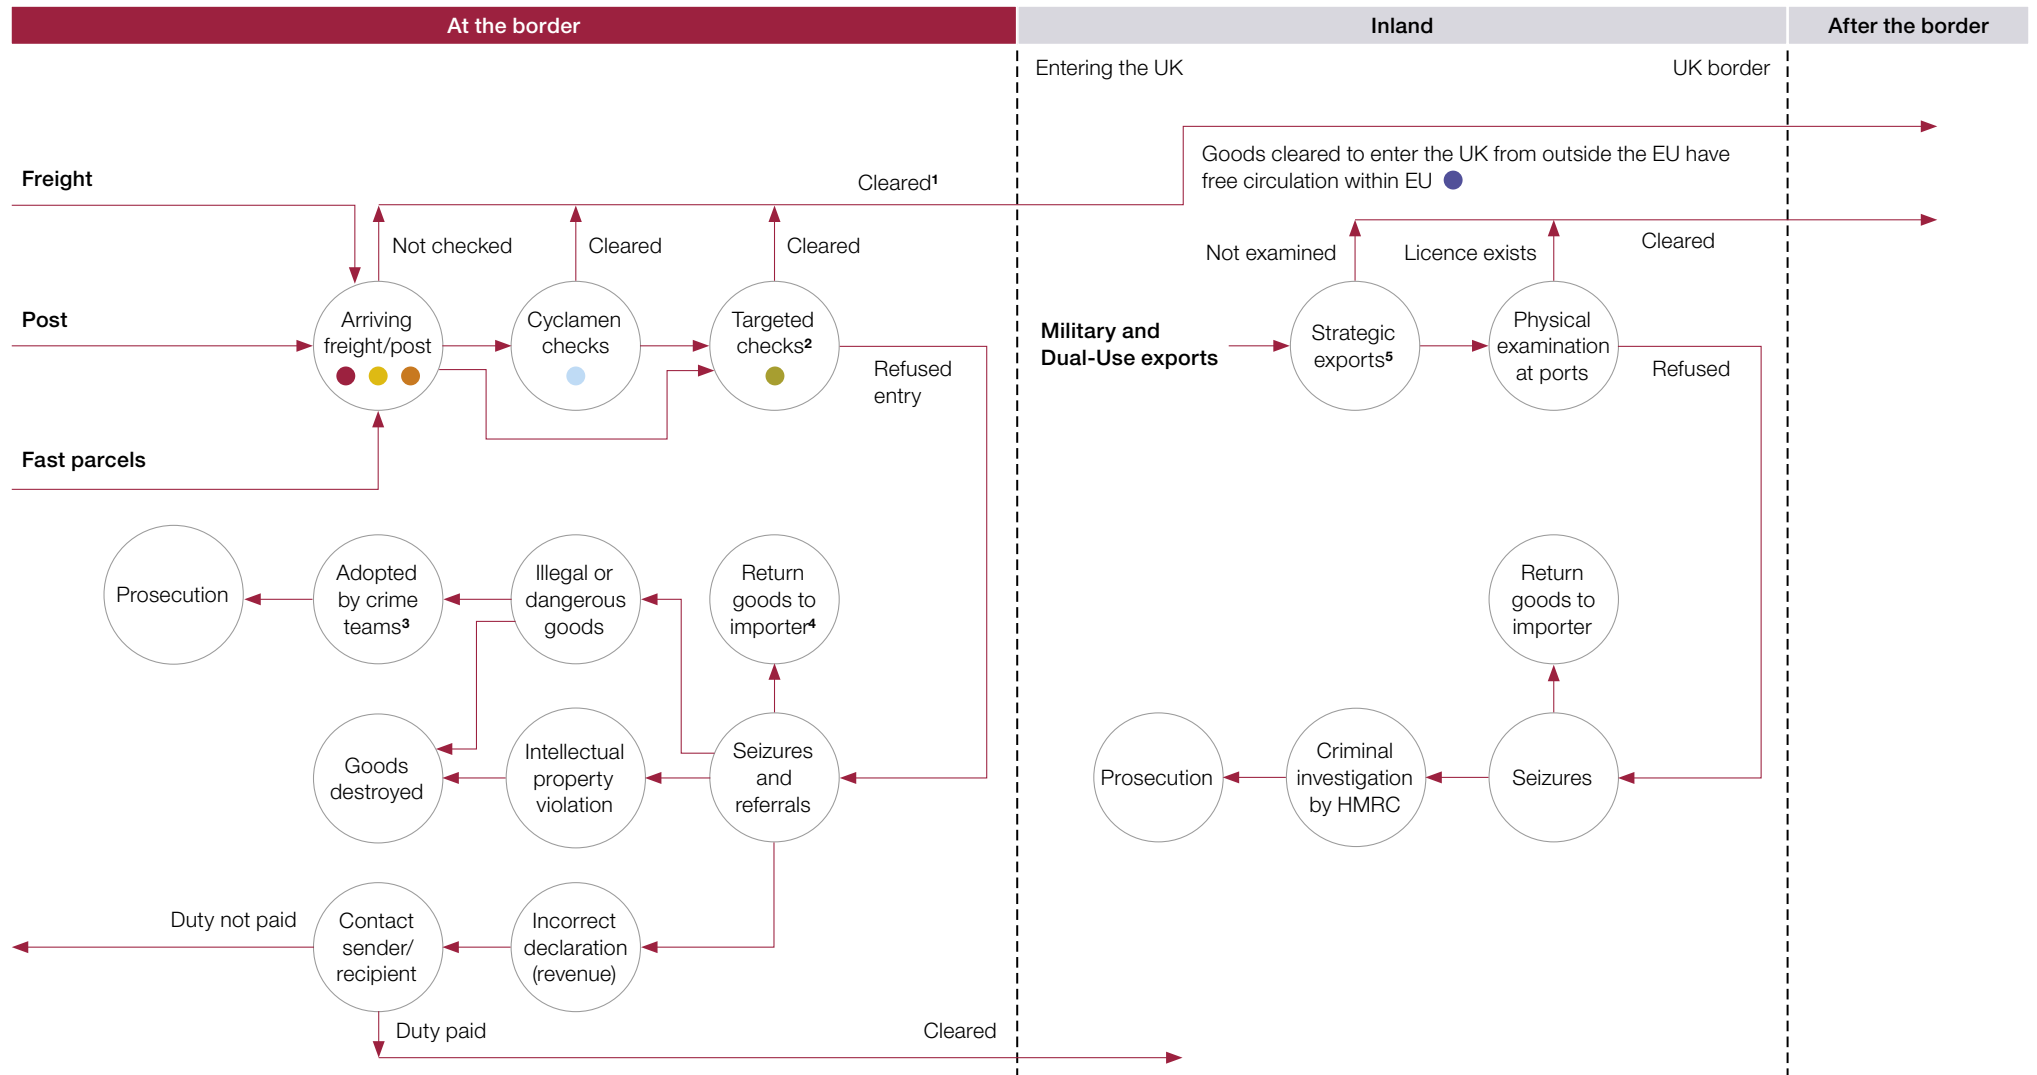 At the border
Inland
After the border
Entering the UK
UK border
Goods cleared to enter the UK from outside the EU have
free circulation within EU
Freight
Cleared¹
Not checked
Cleared
Cleared
Not examined
Licence exists
Cleared
Post
Arriving
freight/post
Cyclamen
checks
Targeted
checks²
Refused
entry
Military and
Dual-Use exports
Strategic
exports⁵
Physical
examination
at ports
Refused
Fast parcels
Prosecution
Adopted
by crime
teams³
Illegal or
dangerous
goods
Return
goods to
importer⁴
Return
goods to
importer
Goods
destroyed
Intellectual
property
violation
Seizures
and
referrals
Prosecution
Criminal
investigation
by HMRC
Seizures
Duty not paid
Contact
sender/
recipient
Incorrect
declaration
(revenue)
Duty paid
Cleared